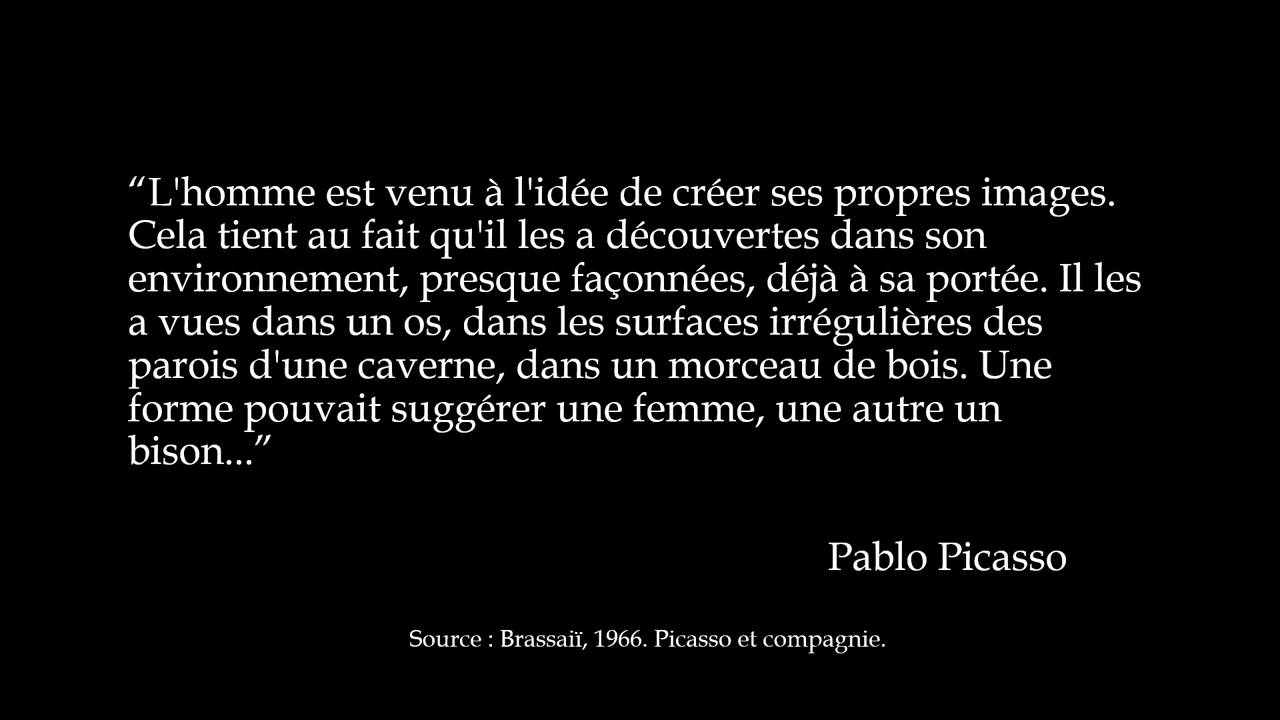 “L'homme est venu à l'idée de créer ses propres images.
Cela tient au fait qu'il les a découvertes dans son
environnement, presque façonnées, déjà à sa portée. Il les
a vues dans un os, dans les surfaces irrégulières des
parois d'une caverne, dans un morceau de bois. Une
forme pouvait suggérer une femme, une autre un
bison...”
Pablo Picasso
Source : Brassaiï, 1966. Picasso et compagnie.